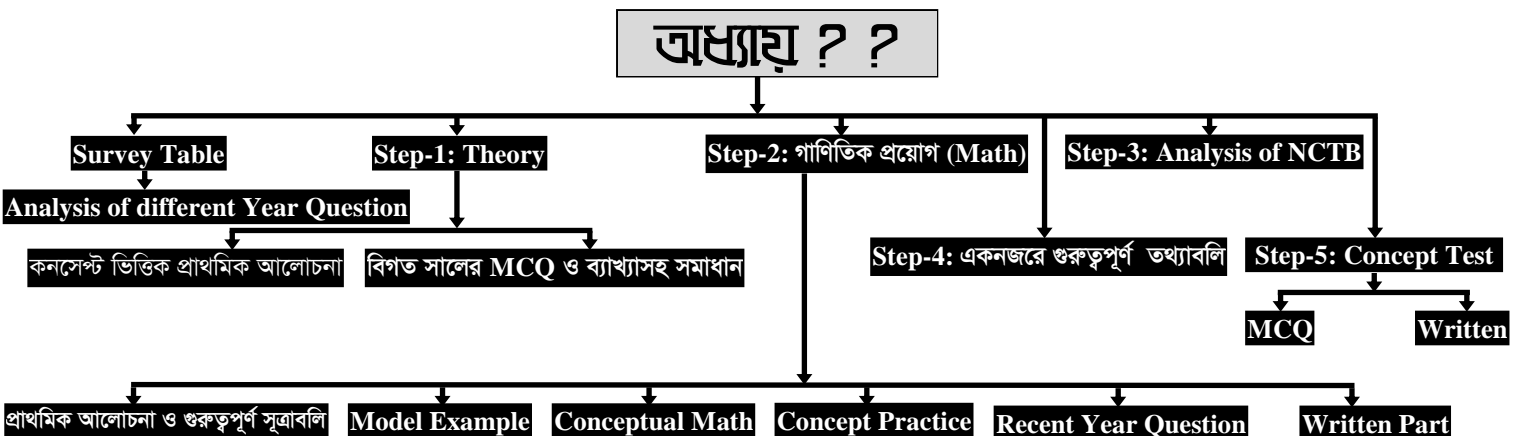 অধ্যায় ? ?
Survey Table
Step-1: Theory
Step-2: গাণিতিক প্রয়োগ (Math)
Step-3: Analysis of NCTB
Analysis of different Year Question
কনসেপ্ট ভিত্তিক প্রাথমিক আলোচনা
বিগত সালের MCQ ও ব্যাখ্যাসহ সমাধান
Step-4: একনজরে গুরুত্বপূর্ণ তথ্যাবলি
Step-5: Concept Test
MCQ
Written
প্রাথমিক আলোচনা ও গুরুত্বপূর্ণ সূত্রাবলি
Model Example
Conceptual Math
Concept Practice
Recent Year Question
Written Part